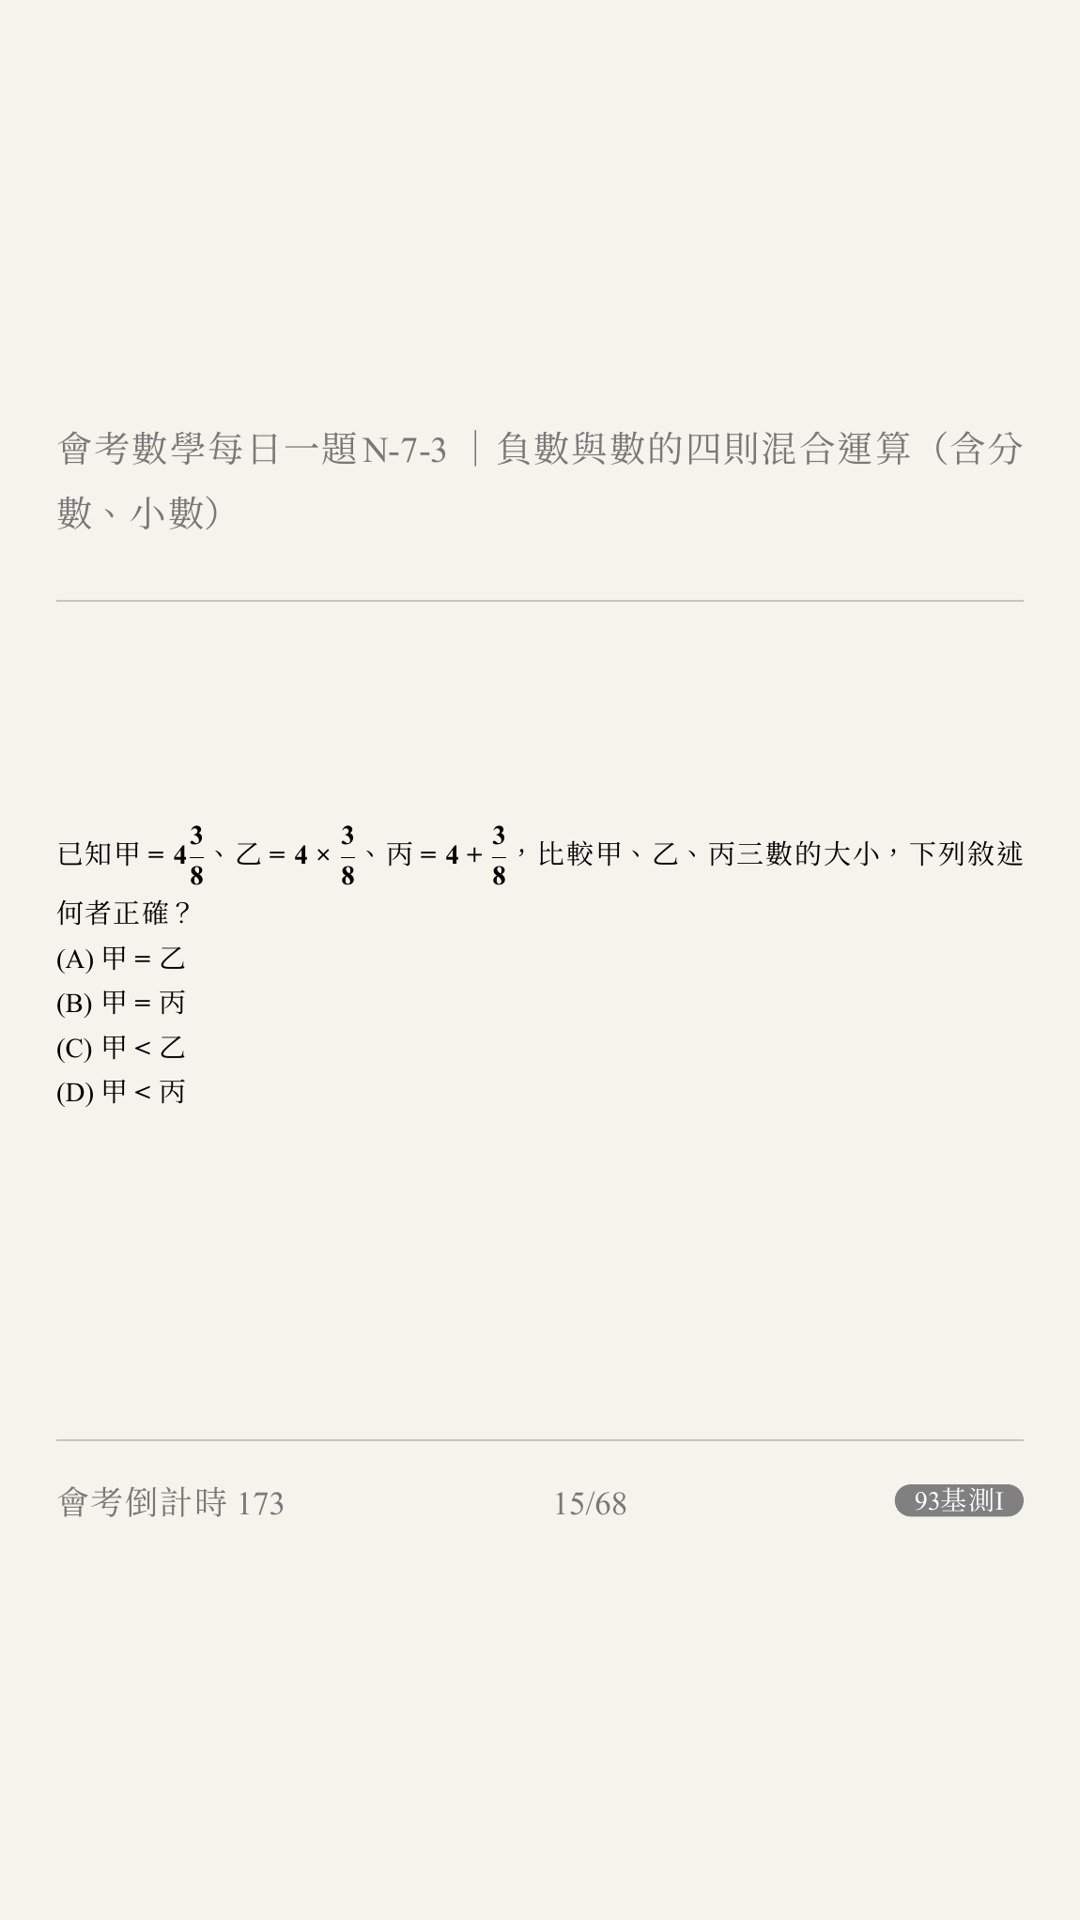 會考數學每日一題N-7-3｜負數與數的四則混合運算（含分
數、小數）
已知甲 = 4 3/8、乙 = 4 × 3/8、丙 = 4 + 3/8，比較甲、乙、丙三數的大小，下列敘述
何者正確？
(A) 甲 = 乙
(B) 甲 = 丙
(C) 甲 < 乙
(D) 甲 < 丙
會考倒計時 173
15/68
93基測I